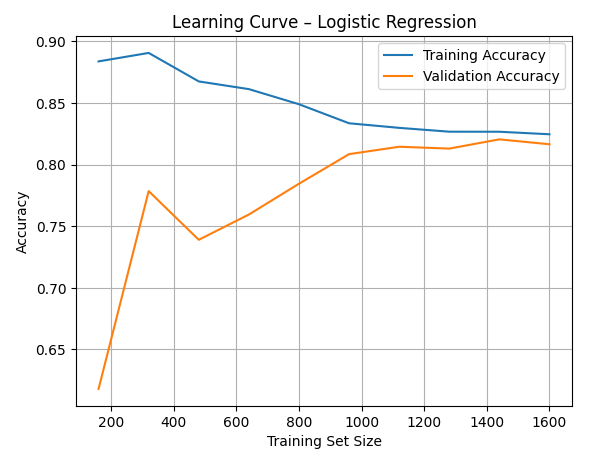 Learning Curve – Logistic Regression
Training Accuracy
Validation Accuracy
Accuracy
0.90
0.85
0.80
0.75
0.70
0.65
200 400 600 800 1000 1200 1400 1600
Training Set Size